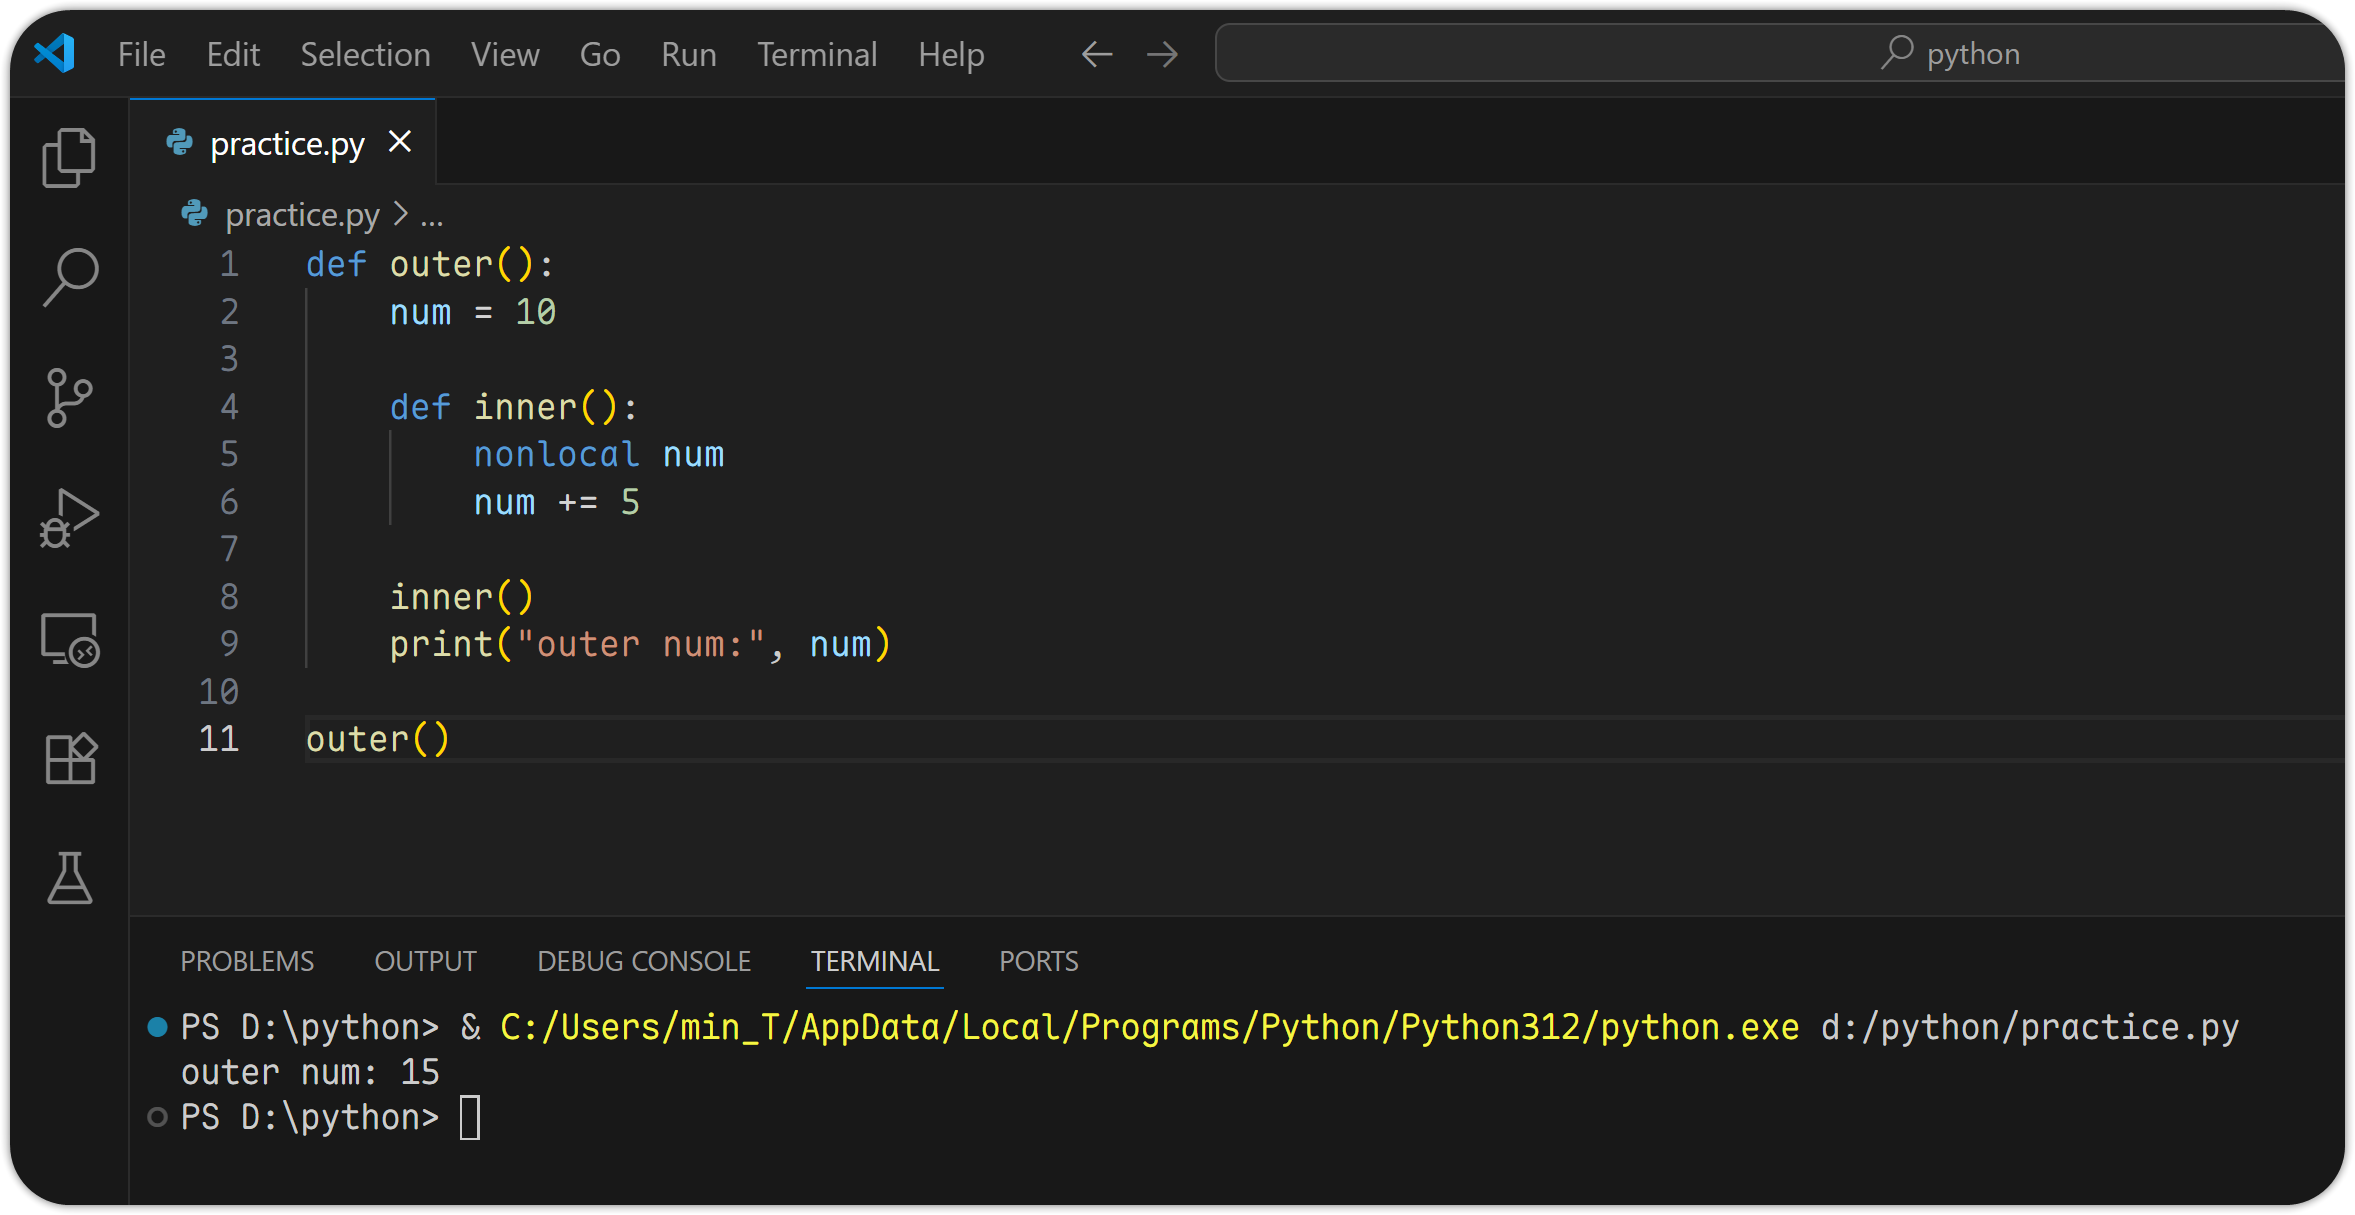 File Edit Selection View Go Run Terminal Help python
practice.py
practice.py > ...
1 def outer():
2     num = 10
3
4     def inner():
5         nonlocal num
6         num += 5
7
8     inner()
9     print("outer num:", num)
10
11 outer()
PROBLEMS OUTPUT DEBUG CONSOLE TERMINAL PORTS
PS D:\python> & C:/Users/min_T/AppData/Local/Programs/Python/Python312/python.exe d:/python/practice.py
outer num: 15
PS D:\python>